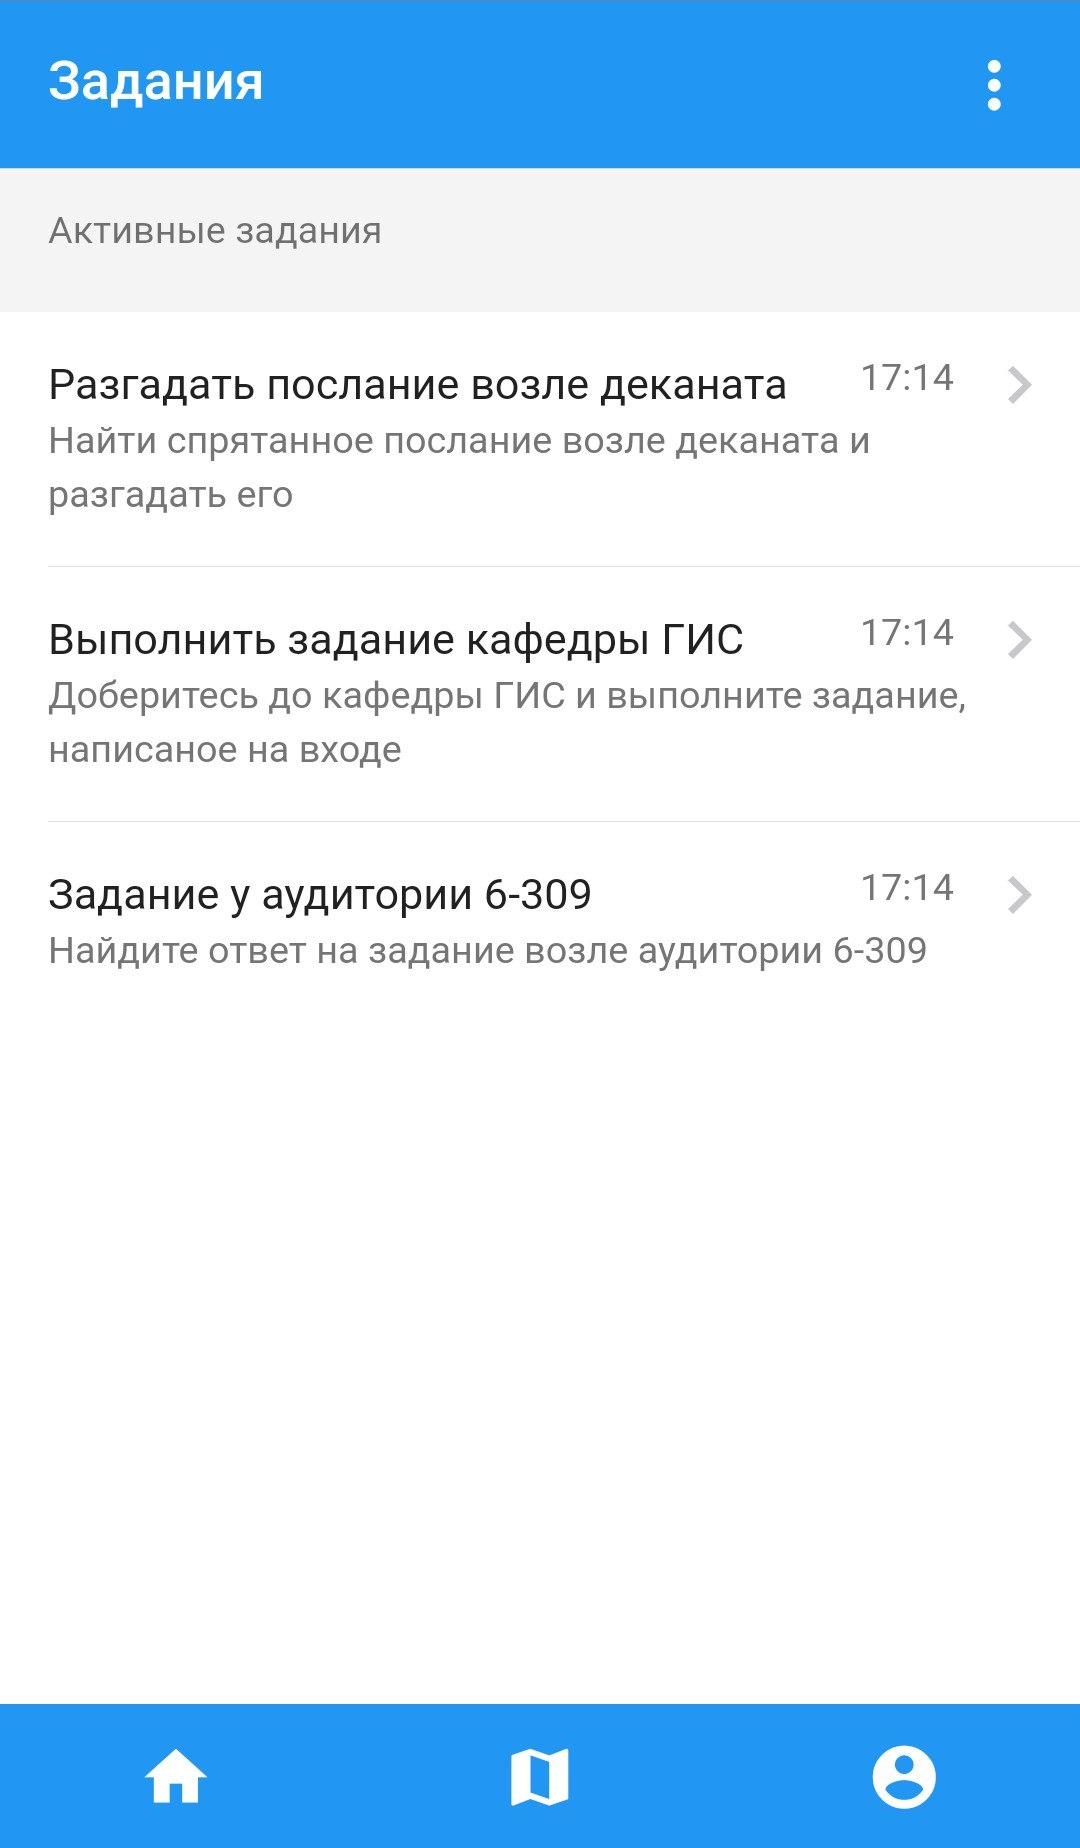 Задания
Активные задания
Разгадать послание возле деканата 17:14
Найти спрятанное послание возле деканата и
разгадать его
Выполнить задание кафедры ГИС 17:14
Доберитесь до кафедры ГИС и выполните задание,
написаное на входе
Задание у аудитории 6-309 17:14
Найдите ответ на задание возле аудитории 6-309